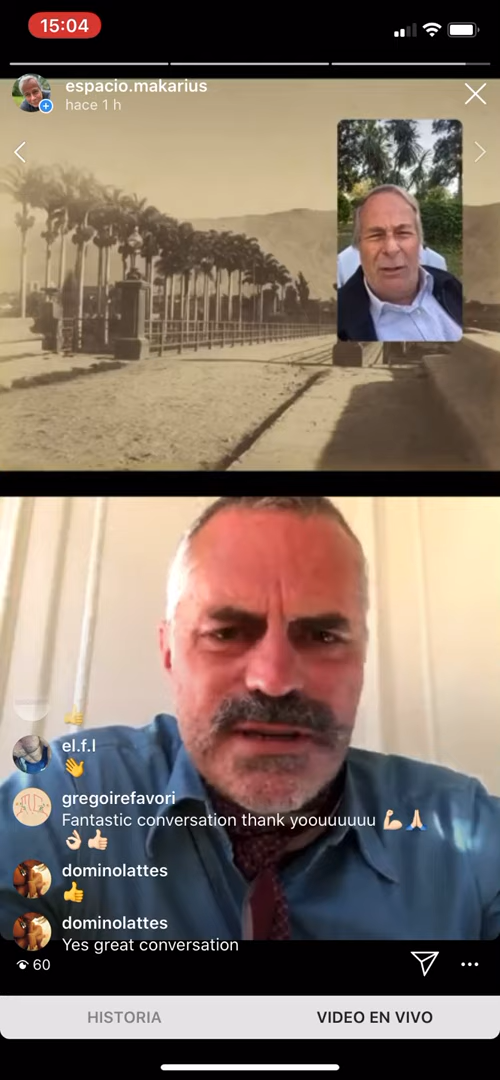 15:04
espacio.makarius
hace 1 h
👍
el.f.l
👋
gregoirefavori
Fantastic conversation thank yoouuuuuu 💪🏻🙏🏻
👌🏻👍🏻
dominolattes
👍
dominolattes
Yes great conversation
60
HISTORIA
VIDEO EN VIVO